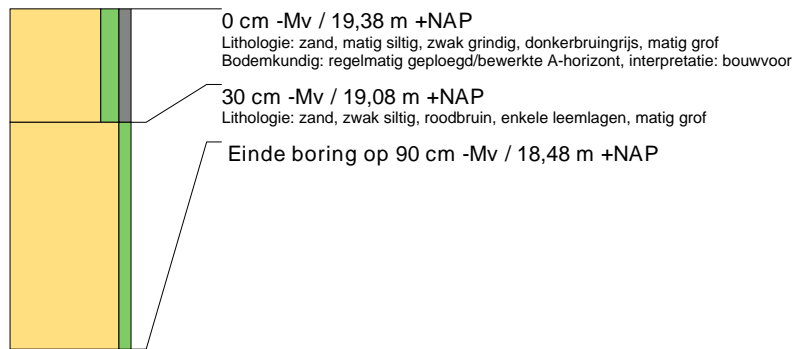 0 cm -Mv / 19,38 m +NAP
Lithologie: zand, matig siltig, zwak grindig, donkerbruingrijs, matig grof
Bodemkundig: regelmatig geploegd/bewerkte A-horizont, interpretatie: bouwvoor
30 cm -Mv / 19,08 m +NAP
Lithologie: zand, zwak siltig, roodbruin, enkele leemlagen, matig grof
Einde boring op 90 cm -Mv / 18,48 m +NAP